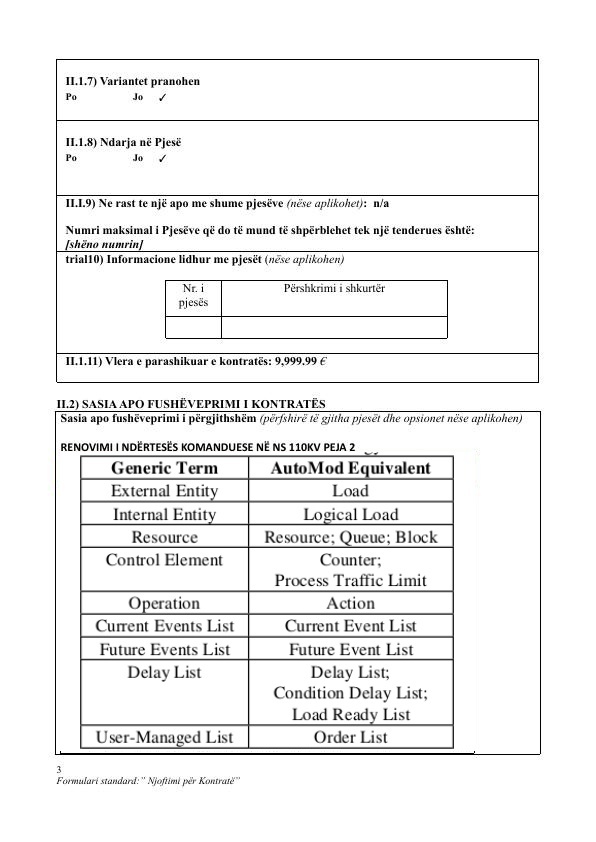 II.1.7) Variantet pranohen
Po Jo ✓
II.1.8) Ndarja në Pjesë
Po Jo ✓
II.I.9) Ne rast te një apo me shume pjesëve (nëse aplikohet): n/a
Numri maksimal i Pjesëve që do të mund të shpërblehet tek një tenderues është:
[shëno numrin]
trial10) Informacione lidhur me pjesët (nëse aplikohen)
Nr. i Përshkrimi i shkurtër
pjesës
II.1.11) Vlera e parashikuar e kontratës: 9,999.99 €
II.2) SASIA APO FUSHËVEPRIMI I KONTRATËS
Sasia apo fushëveprimi i përgjithshëm (përfshirë të gjitha pjesët dhe opsionet nëse aplikohen)
RENOVIMI I NDËRTESËS KOMANDUESE NË NS 110KV PEJA 2
Generic Term AutoMod Equivalent
External Entity Load
Internal Entity Logical Load
Resource Resource; Queue; Block
Control Element Counter;
Process Traffic Limit
Operation Action
Current Events List Current Event List
Future Events List Future Event List
Delay List Delay List;
Condition Delay List;
Load Ready List
User-Managed List Order List
3
Formulari standard:” Njoftimi për Kontratë”